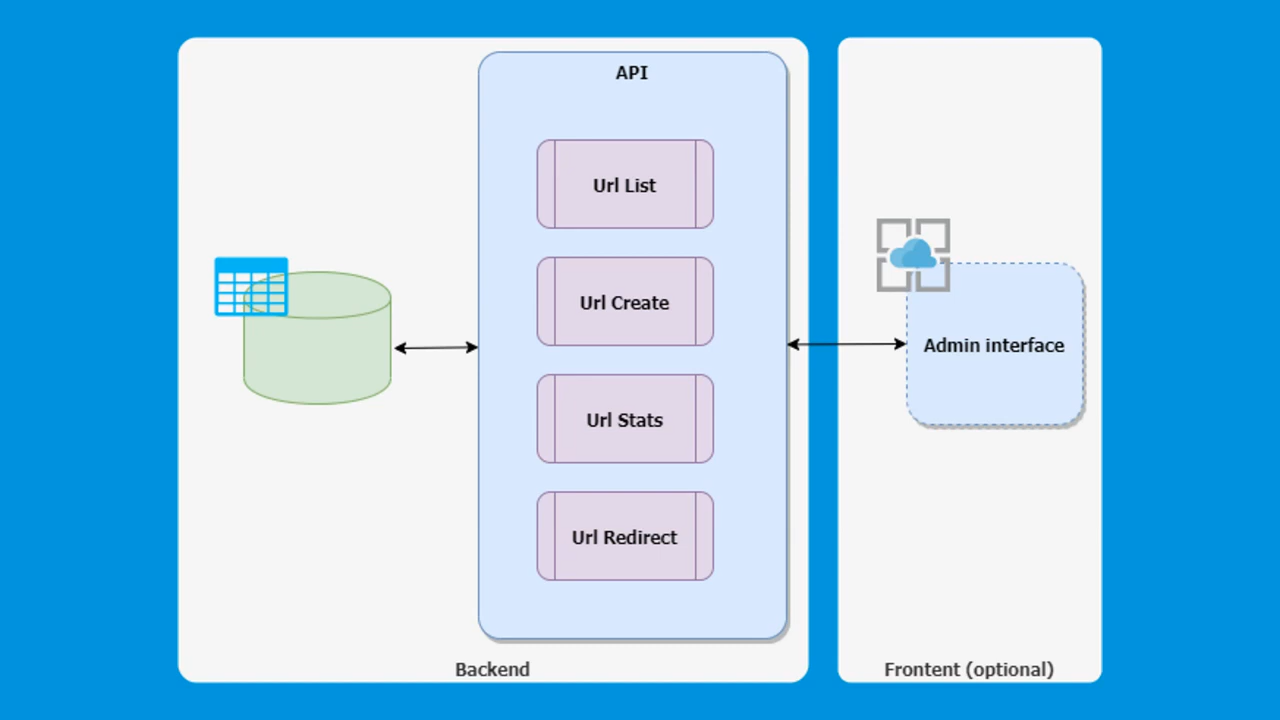 API
Url List
Url Create
Url Stats
Url Redirect
Admin interface
Backend
Frontent (optional)